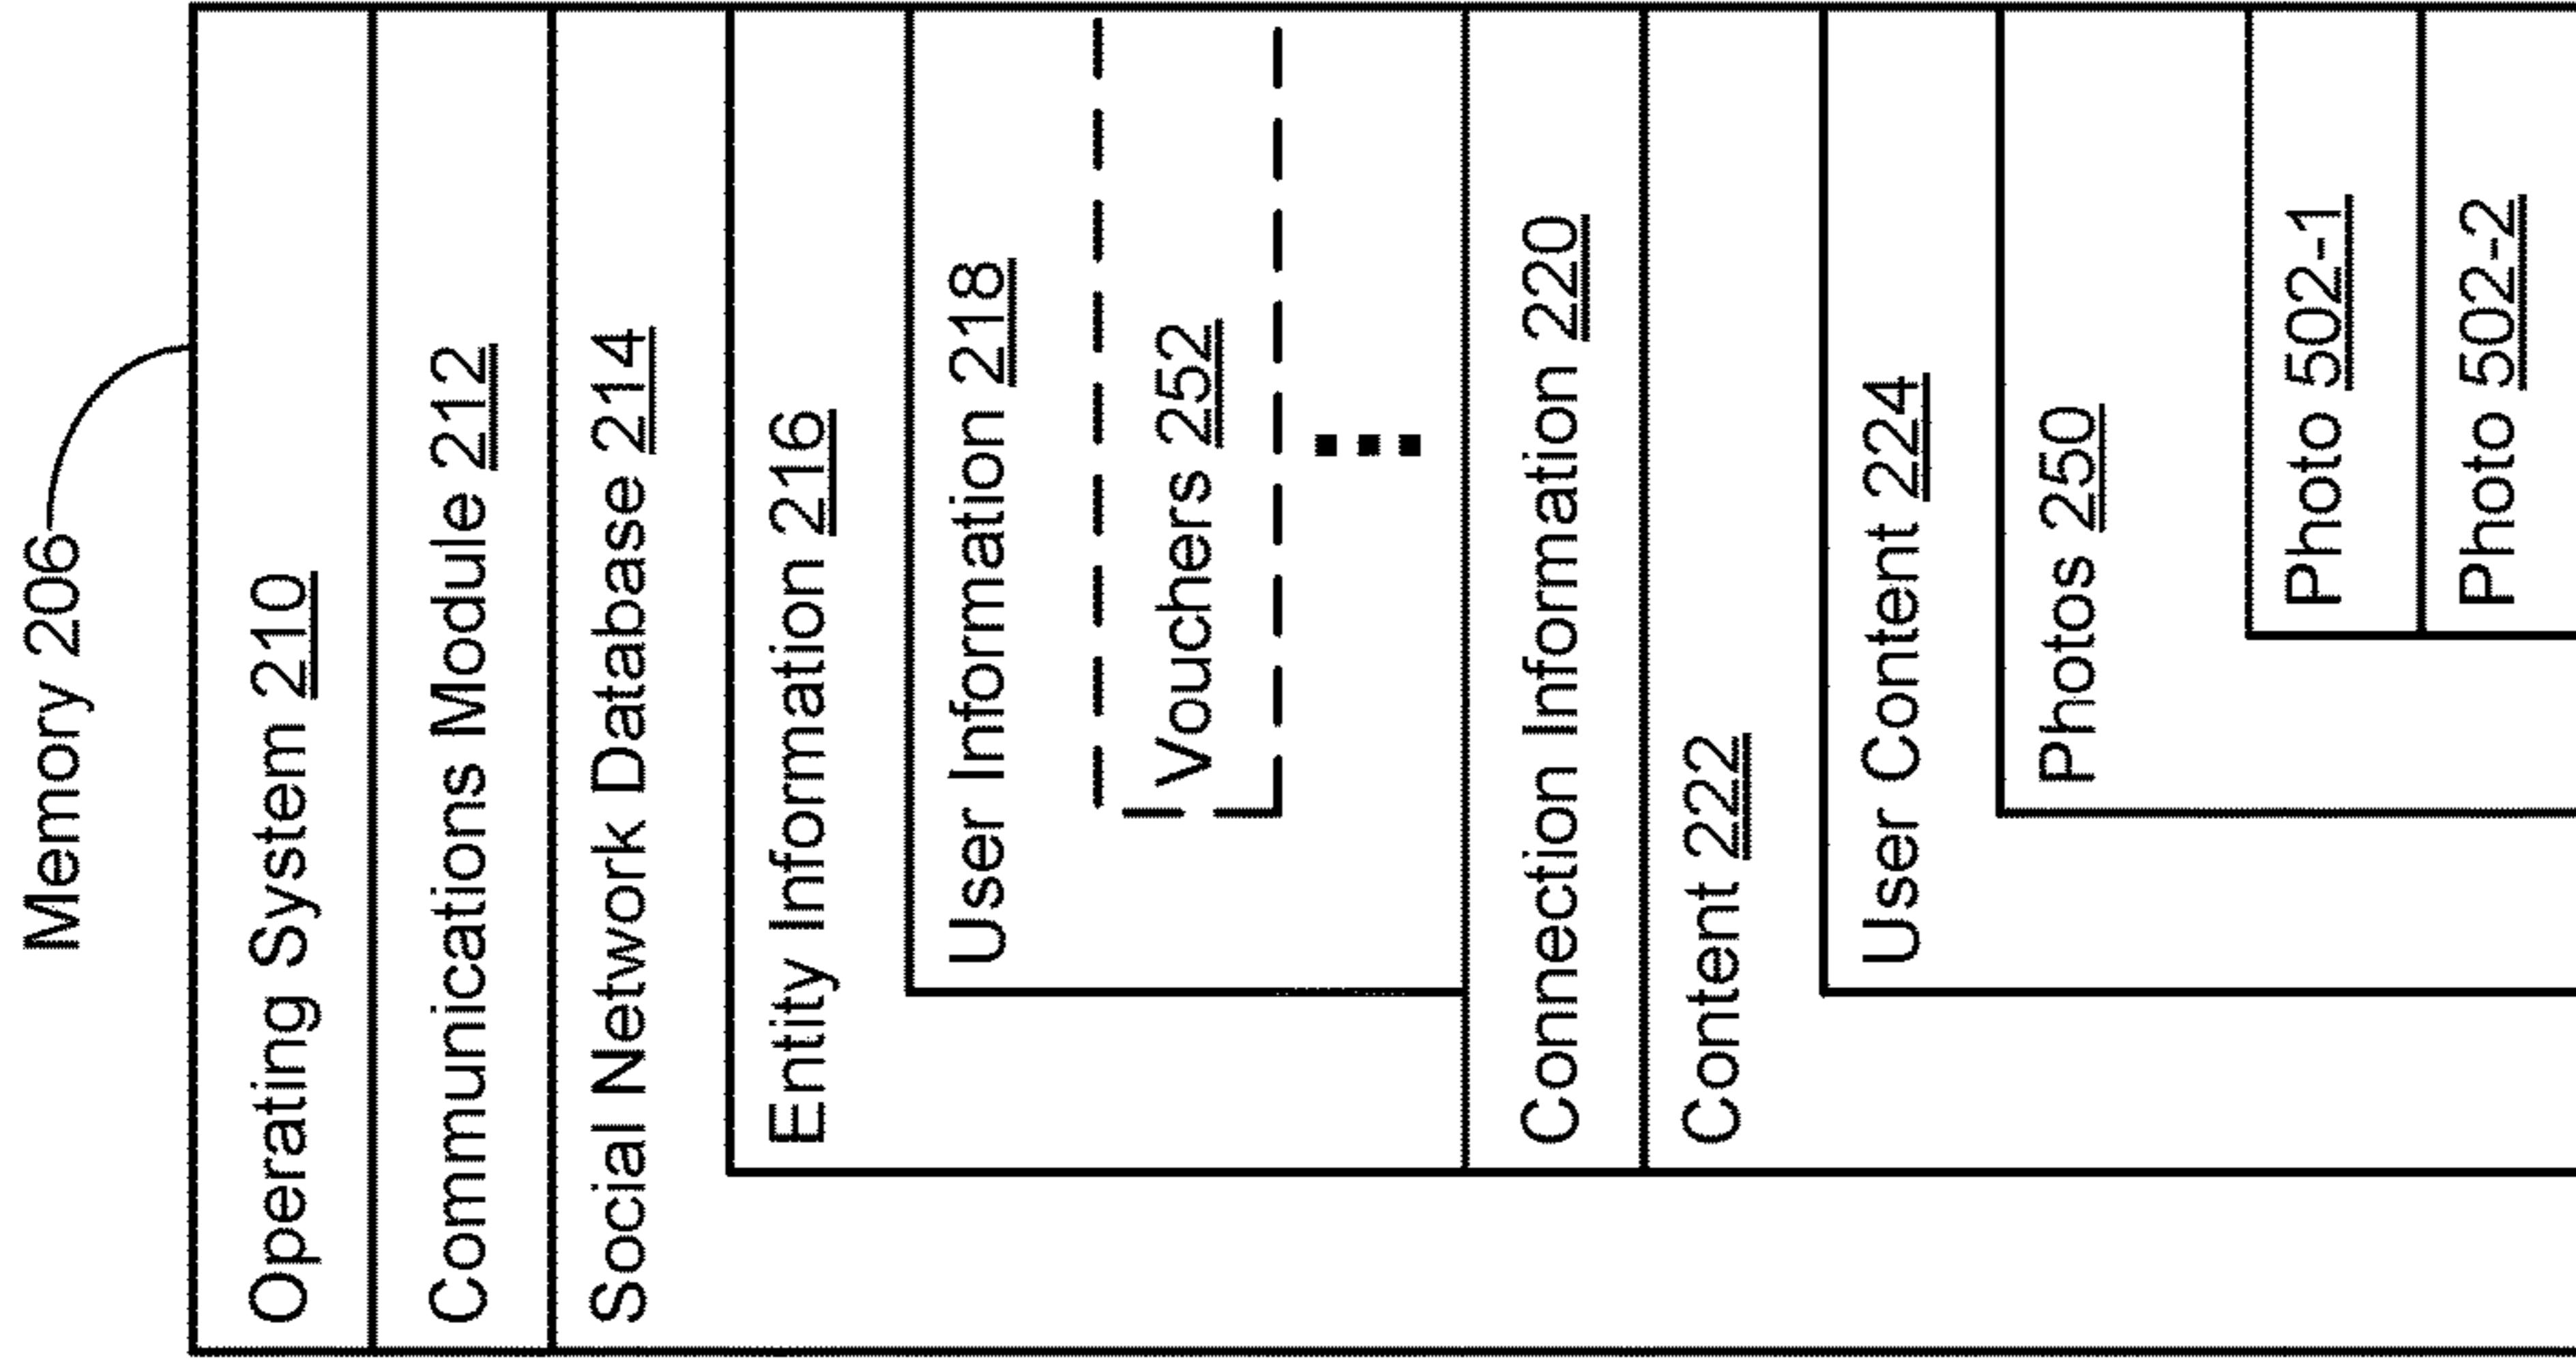 Memory 206
Operating System 210
Communications Module 212
Social Network Database 214
Entity Information 216
User Information 218
Vouchers 252
Connection Information 220
Content 222
User Content 224
Photos 250
Photo 502-1
Photo 502-2